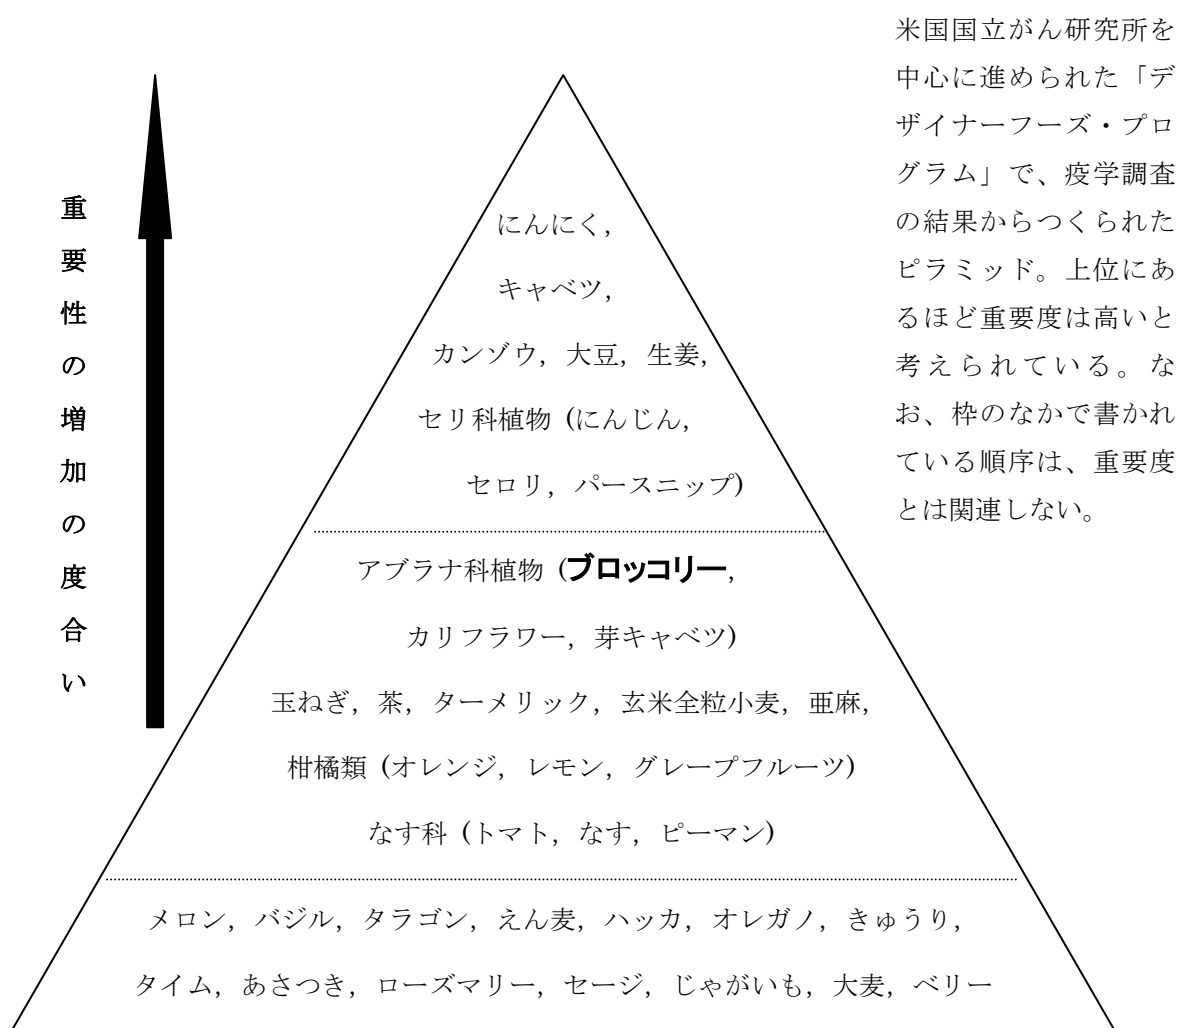 米国国立がん研究所を
中心に進められた「デ
ザイナーフーズ・プロ
グラム」で、疫学調査
の結果からつくられた
ピラミッド。上位にあ
るほど重要度は高いと
考えられている。な
お、枠のなかで書かれ
ている順序は、重要度
とは関連しない。
重要性の増加の度合い
にんにく,
キャベツ,
カンゾウ, 大豆, 生姜,
セリ科植物 (にんじん,
セロリ, パースニップ)
アブラナ科植物 (ブロッコリー,
カリフラワー, 芽キャベツ)
玉ねぎ, 茶, ターメリック, 玄米全粒小麦, 亜麻,
柑橘類 (オレンジ, レモン, グレープフルーツ)
なす科 (トマト, なす, ピーマン)
メロン, バジル, タラゴン, えん麦, ハッカ, オレガノ, きゅうり,
タイム, あさつき, ローズマリー, セージ, じゃがいも, 大麦, ベリー